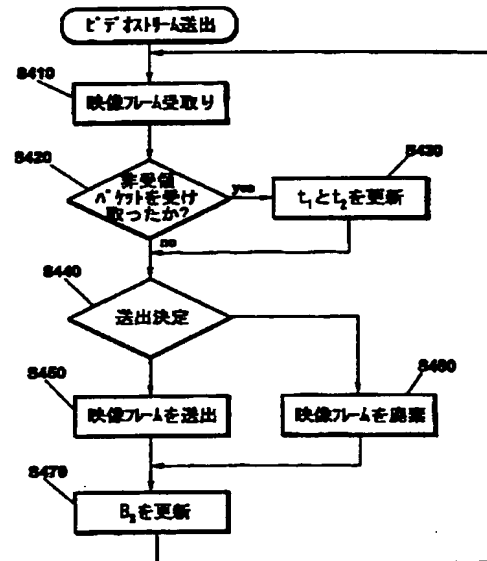 ビデオストリーム送出
S410
映像フレーム受取り
S420
非受値
パケットを受け
取ったか?
yes
S430
t₁とt₂を更新
no
S440
送出決定
S450
映像フレームを送出
S460
映像フレームを廃棄
S470
B₂を更新